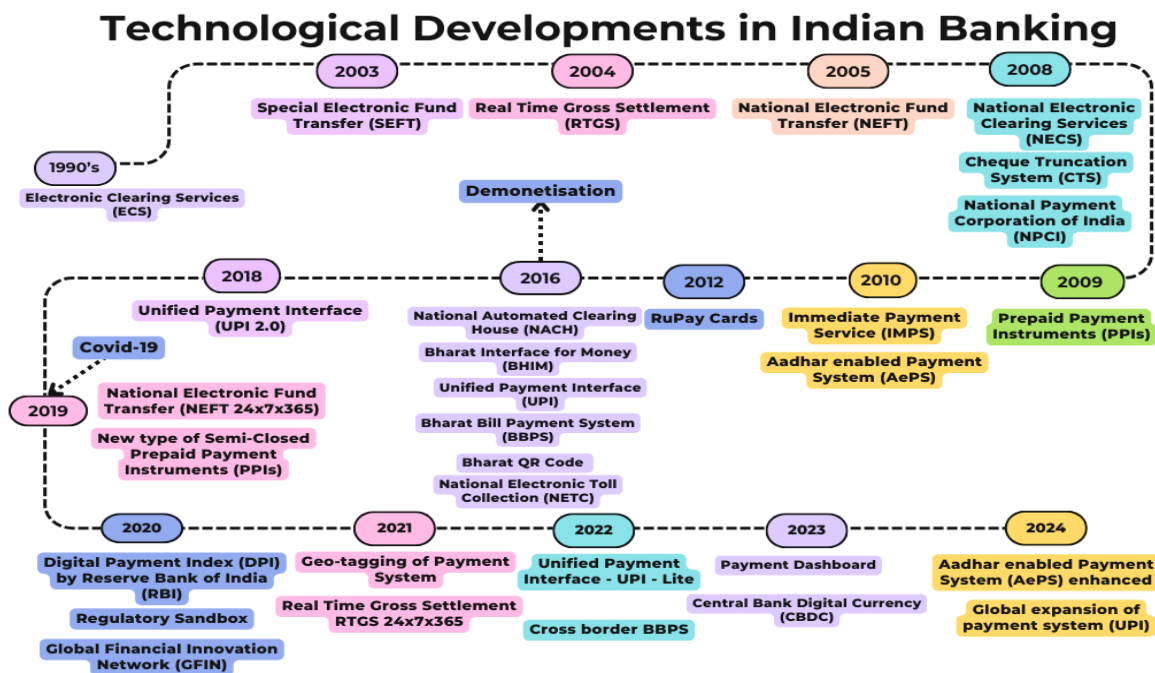 Technological Developments in Indian Banking
1990's
Electronic Clearing Services
(ECS)
2003
Special Electronic Fund
Transfer (SEFT)
2004
Real Time Gross Settlement
(RTGS)
2005
National Electronic Fund
Transfer (NEFT)
2008
National Electronic
Clearing Services
(NECS)
Cheque Truncation
System (CTS)
National Payment
Corporation of India
(NPCI)
2009
Prepaid Payment
Instruments (PPIs)
2010
Immediate Payment
Service (IMPS)
Aadhar enabled Payment
System (AePS)
2012
RuPay Cards
Demonetisation
2016
National Automated Clearing
House (NACH)
Bharat Interface for Money
(BHIM)
Unified Payment Interface
(UPI)
Bharat Bill Payment System
(BBPS)
Bharat QR Code
National Electronic Toll
Collection (NETC)
2018
Unified Payment Interface
(UPI 2.0)
Covid-19
2019
National Electronic Fund
Transfer (NEFT 24x7x365)
New type of Semi-Closed
Prepaid Payment
Instruments (PPIs)
2020
Digital Payment Index (DPI)
by Reserve Bank of India
(RBI)
Regulatory Sandbox
Global Financial Innovation
Network (GFIN)
2021
Geo-tagging of Payment
System
Real Time Gross Settlement
RTGS 24x7x365
2022
Unified Payment
Interface - UPI - Lite
Cross border BBPS
2023
Payment Dashboard
Central Bank Digital Currency
(CBDC)
2024
Aadhar enabled Payment
System (AePS) enhanced
Global expansion of
payment system (UPI)